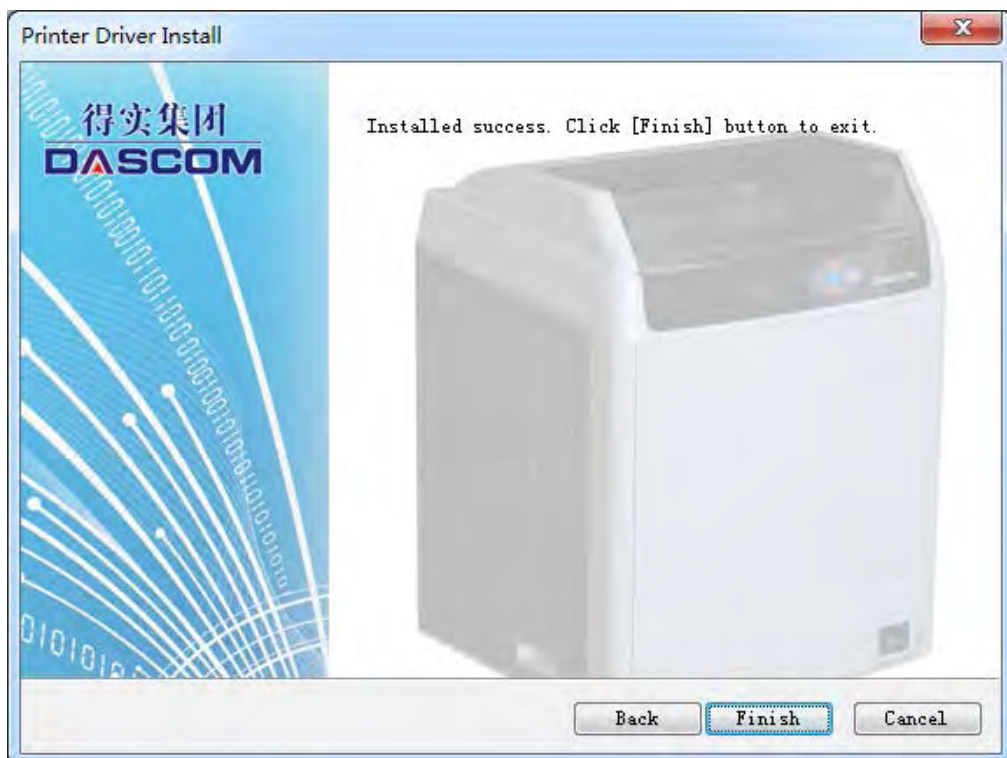 Printer Driver Install
得实集团
DASCOM
Installed success. Click [Finish] button to exit.
Back
Finish
Cancel